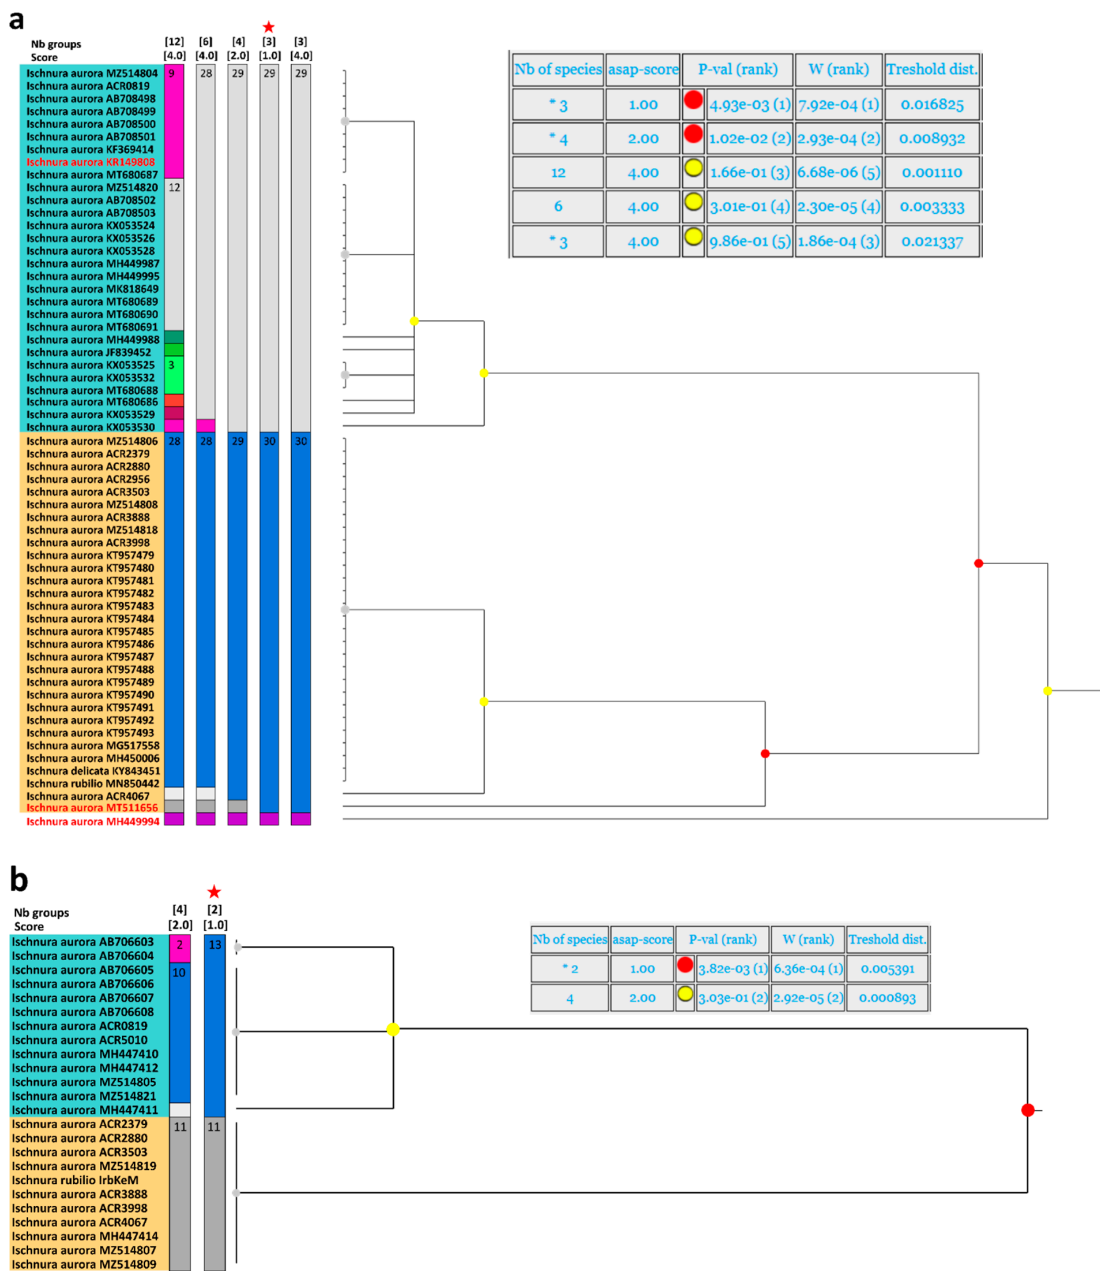 a
Nb groups [12] [6] [4] [3] [3]
Score [4.0] [4.0] [2.0] [1.0] [4.0]
Nb of species asap-score P-val (rank) W (rank) Treshold dist.
* 3 1.00 4.93e-03 (1) 7.92e-04 (1) 0.016825
* 4 2.00 1.02e-02 (2) 2.93e-04 (2) 0.008932
12 4.00 1.66e-01 (3) 6.68e-06 (5) 0.001110
6 4.00 3.01e-01 (4) 2.30e-05 (4) 0.003333
* 3 4.00 9.86e-01 (5) 1.86e-04 (3) 0.021337
Ischnura aurora MZ514804 9 28 29 29 29
Ischnura aurora ACR0819
Ischnura aurora AB708498
Ischnura aurora AB708499
Ischnura aurora AB708500
Ischnura aurora AB708501
Ischnura aurora KF369414
Ischnura aurora KR149808
Ischnura aurora MT680687
Ischnura aurora MZ514820 12
Ischnura aurora AB708502
Ischnura aurora AB708503
Ischnura aurora KX053524
Ischnura aurora KX053526
Ischnura aurora KX053528
Ischnura aurora MH449987
Ischnura aurora MH449995
Ischnura aurora MK818649
Ischnura aurora MT680689
Ischnura aurora MT680690
Ischnura aurora MT680691
Ischnura aurora MH449988
Ischnura aurora JF839452
Ischnura aurora KX053525 3
Ischnura aurora KX053532
Ischnura aurora MT680688
Ischnura aurora MT680686
Ischnura aurora KX053529
Ischnura aurora KX053530
Ischnura aurora MZ514806 28 28 29 30 30
Ischnura aurora ACR2379
Ischnura aurora ACR2880
Ischnura aurora ACR2956
Ischnura aurora ACR3503
Ischnura aurora MZ514808
Ischnura aurora ACR3888
Ischnura aurora MZ514818
Ischnura aurora ACR3998
Ischnura aurora KT957479
Ischnura aurora KT957480
Ischnura aurora KT957481
Ischnura aurora KT957482
Ischnura aurora KT957483
Ischnura aurora KT957484
Ischnura aurora KT957485
Ischnura aurora KT957486
Ischnura aurora KT957487
Ischnura aurora KT957488
Ischnura aurora KT957489
Ischnura aurora KT957490
Ischnura aurora KT957491
Ischnura aurora KT957492
Ischnura aurora KT957493
Ischnura aurora MG517558
Ischnura aurora MH450006
Ischnura delicata KY843451
Ischnura rubilio MN850442
Ischnura aurora ACR4067
Ischnura aurora MT511656
Ischnura aurora MH449994
b
Nb groups [4] [2]
Score [2.0] [1.0]
Nb of species asap-score P-val (rank) W (rank) Treshold dist.
* 2 1.00 3.82e-03 (1) 6.36e-04 (1) 0.005391
4 2.00 3.03e-01 (2) 2.92e-05 (2) 0.000893
Ischnura aurora AB706603 2 13
Ischnura aurora AB706604
Ischnura aurora AB706605 10
Ischnura aurora AB706606
Ischnura aurora AB706607
Ischnura aurora AB706608
Ischnura aurora ACR0819
Ischnura aurora ACR5010
Ischnura aurora MH447410
Ischnura aurora MH447412
Ischnura aurora MZ514805
Ischnura aurora MZ514821
Ischnura aurora MH447411
Ischnura aurora ACR2379 11 11
Ischnura aurora ACR2880
Ischnura aurora ACR3503
Ischnura aurora MZ514819
Ischnura rubilio IrbKeM
Ischnura aurora ACR3888
Ischnura aurora ACR3998
Ischnura aurora ACR4067
Ischnura aurora MH447414
Ischnura aurora MZ514807
Ischnura aurora MZ514809